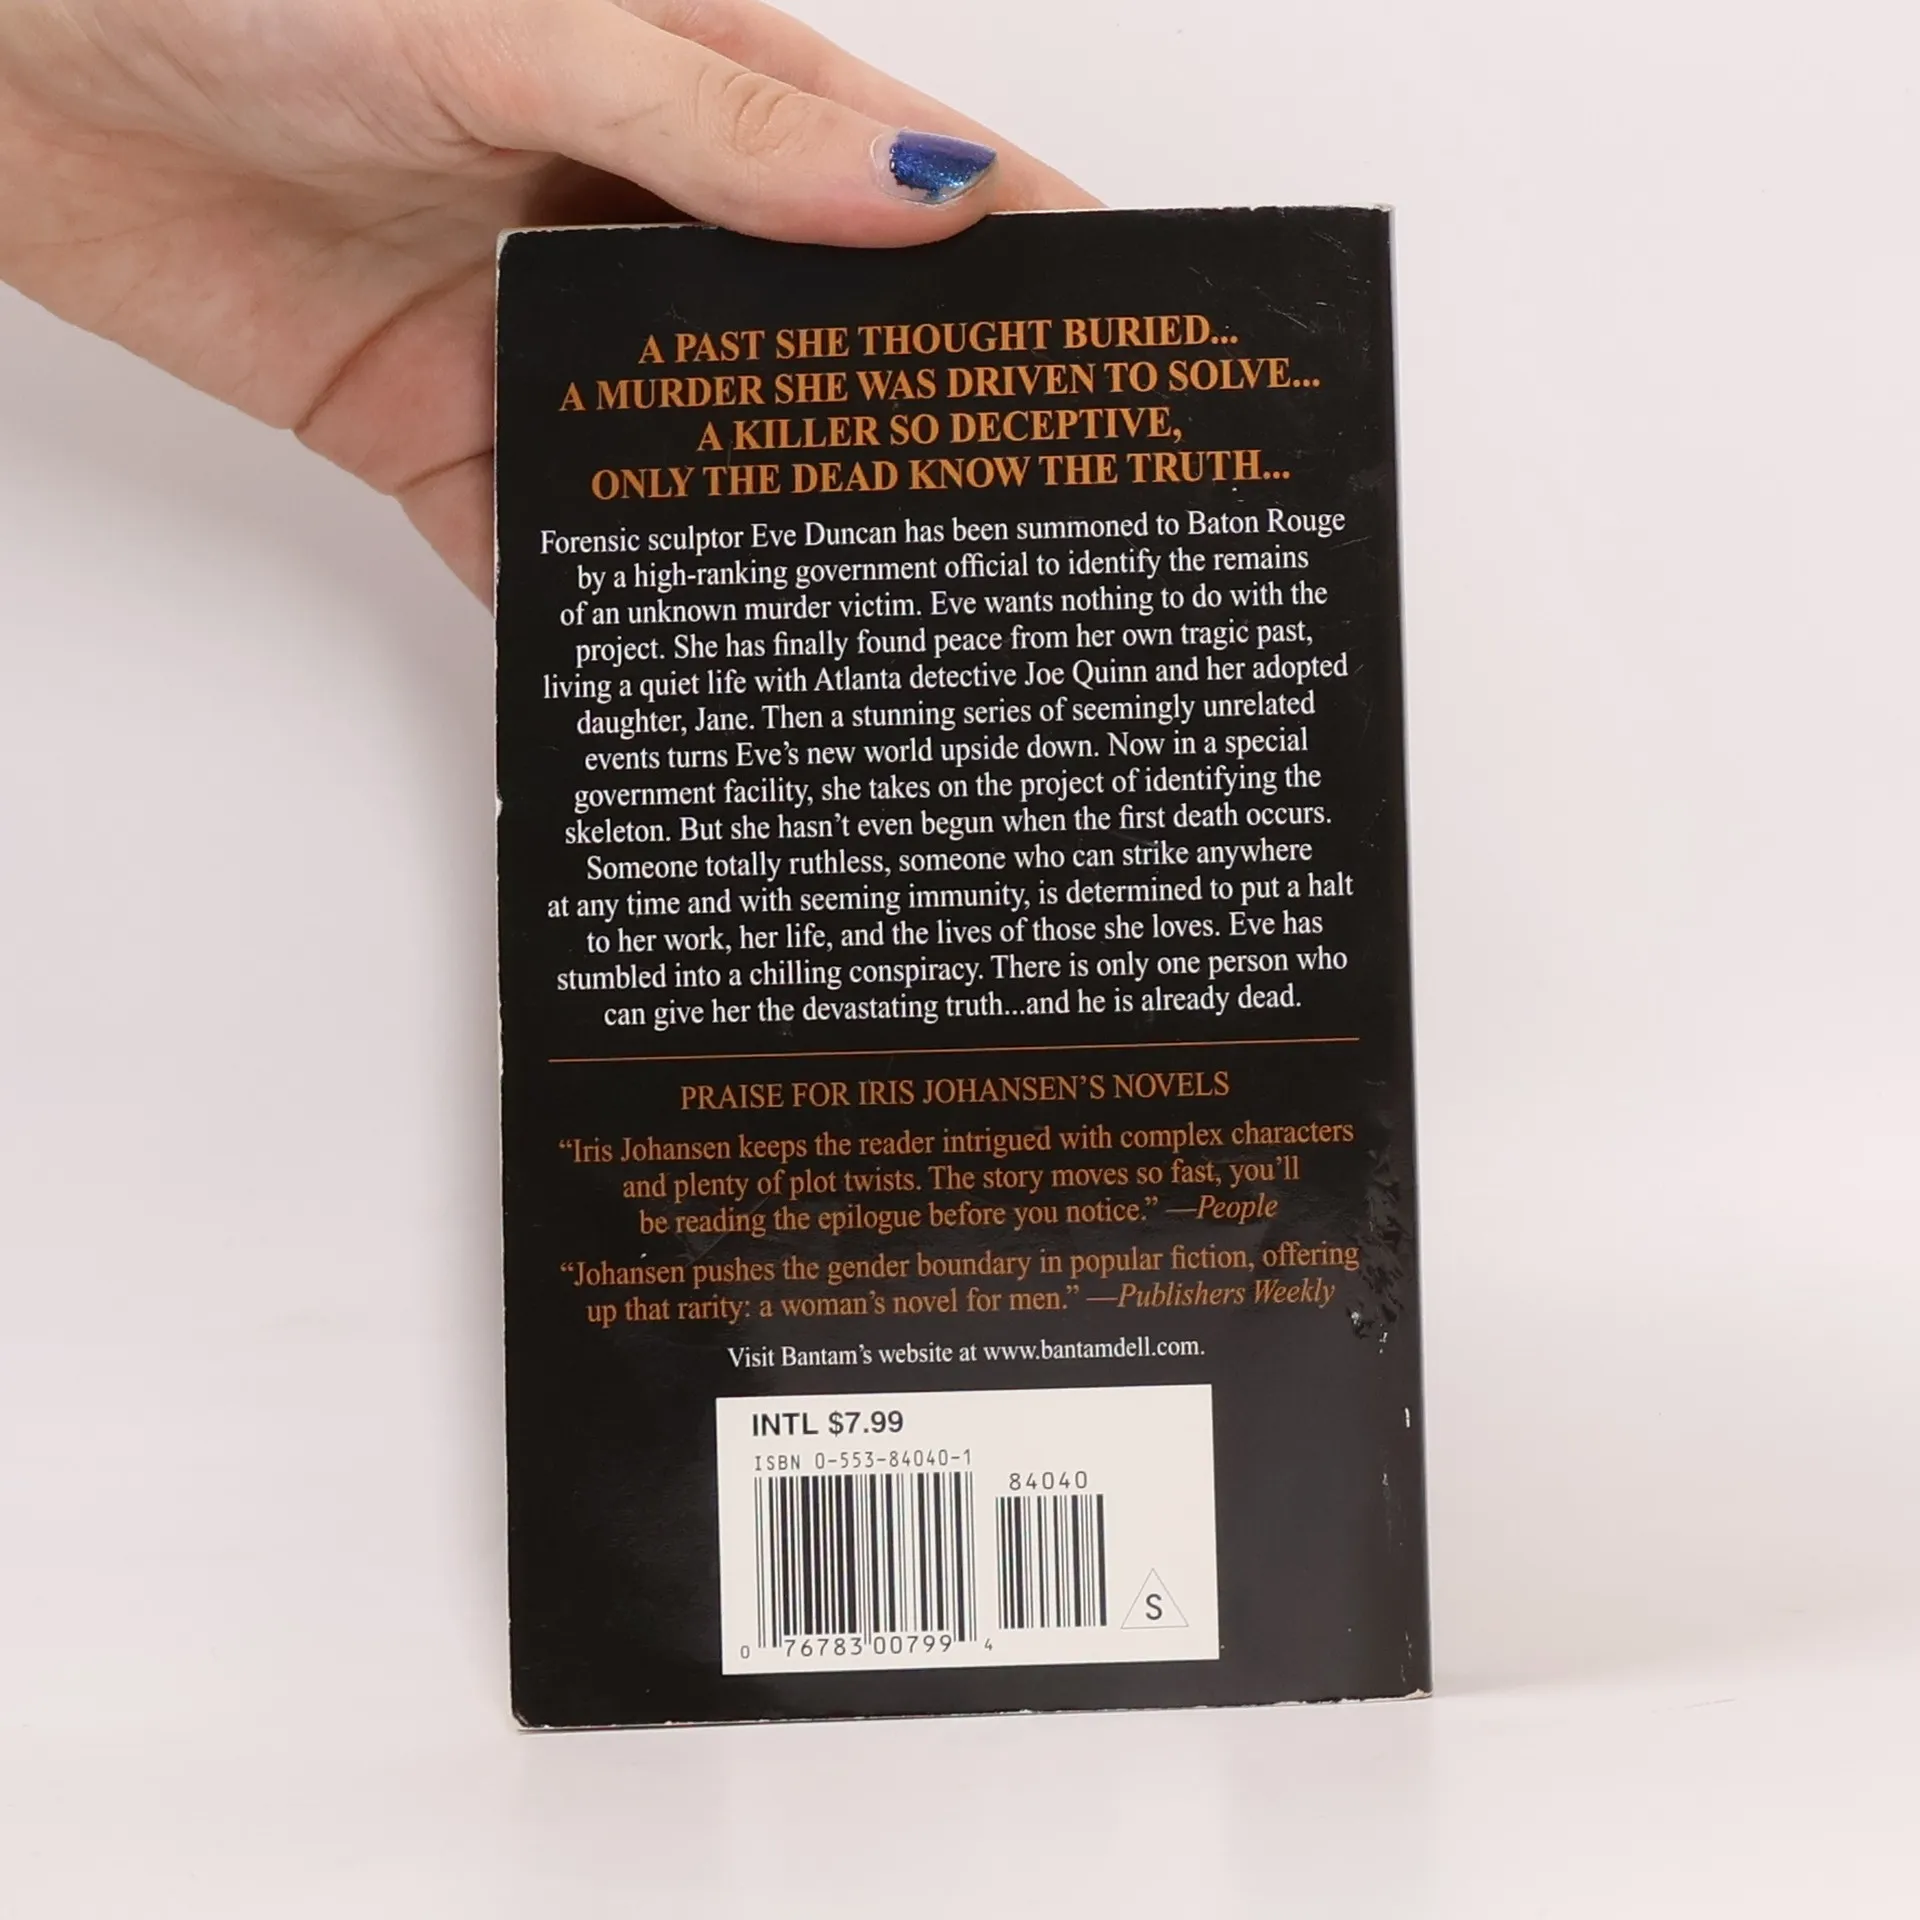 A PAST SHE THOUGHT BURIED...
A MURDER SHE WAS DRIVEN TO SOLVE...
A KILLER SO DECEPTIVE,
ONLY THE DEAD KNOW THE TRUTH...
Forensic sculptor Eve Duncan has been summoned to Baton Rouge
by a high-ranking government official to identify the remains
of an unknown murder victim. Eve wants nothing to do with the
project. She has finally found peace from her own tragic past,
living a quiet life with Atlanta detective Joe Quinn and her adopted
daughter, Jane. Then a stunning series of seemingly unrelated
events turns Eve’s new world upside down. Now in a special
government facility, she takes on the project of identifying the
skeleton. But she hasn’t even begun when the first death occurs.
Someone totally ruthless, someone who can strike anywhere
at any time and with seeming immunity, is determined to put a halt
to her work, her life, and the lives of those she loves. Eve has
stumbled into a chilling conspiracy. There is only one person who
can give her the devastating truth...and he is already dead.
PRAISE FOR IRIS JOHANSEN’S NOVELS
“Iris Johansen keeps the reader intrigued with complex characters
and plenty of plot twists. The story moves so fast, you’ll
be reading the epilogue before you notice.” —People
“Johansen pushes the gender boundary in popular fiction, offering
up that rarity: a woman’s novel for men.” —Publishers Weekly
Visit Bantam’s website at www.bantamdell.com.
INTL $7.99
ISBN 0-553-84040-1
84040
S
0 76783 00799 4